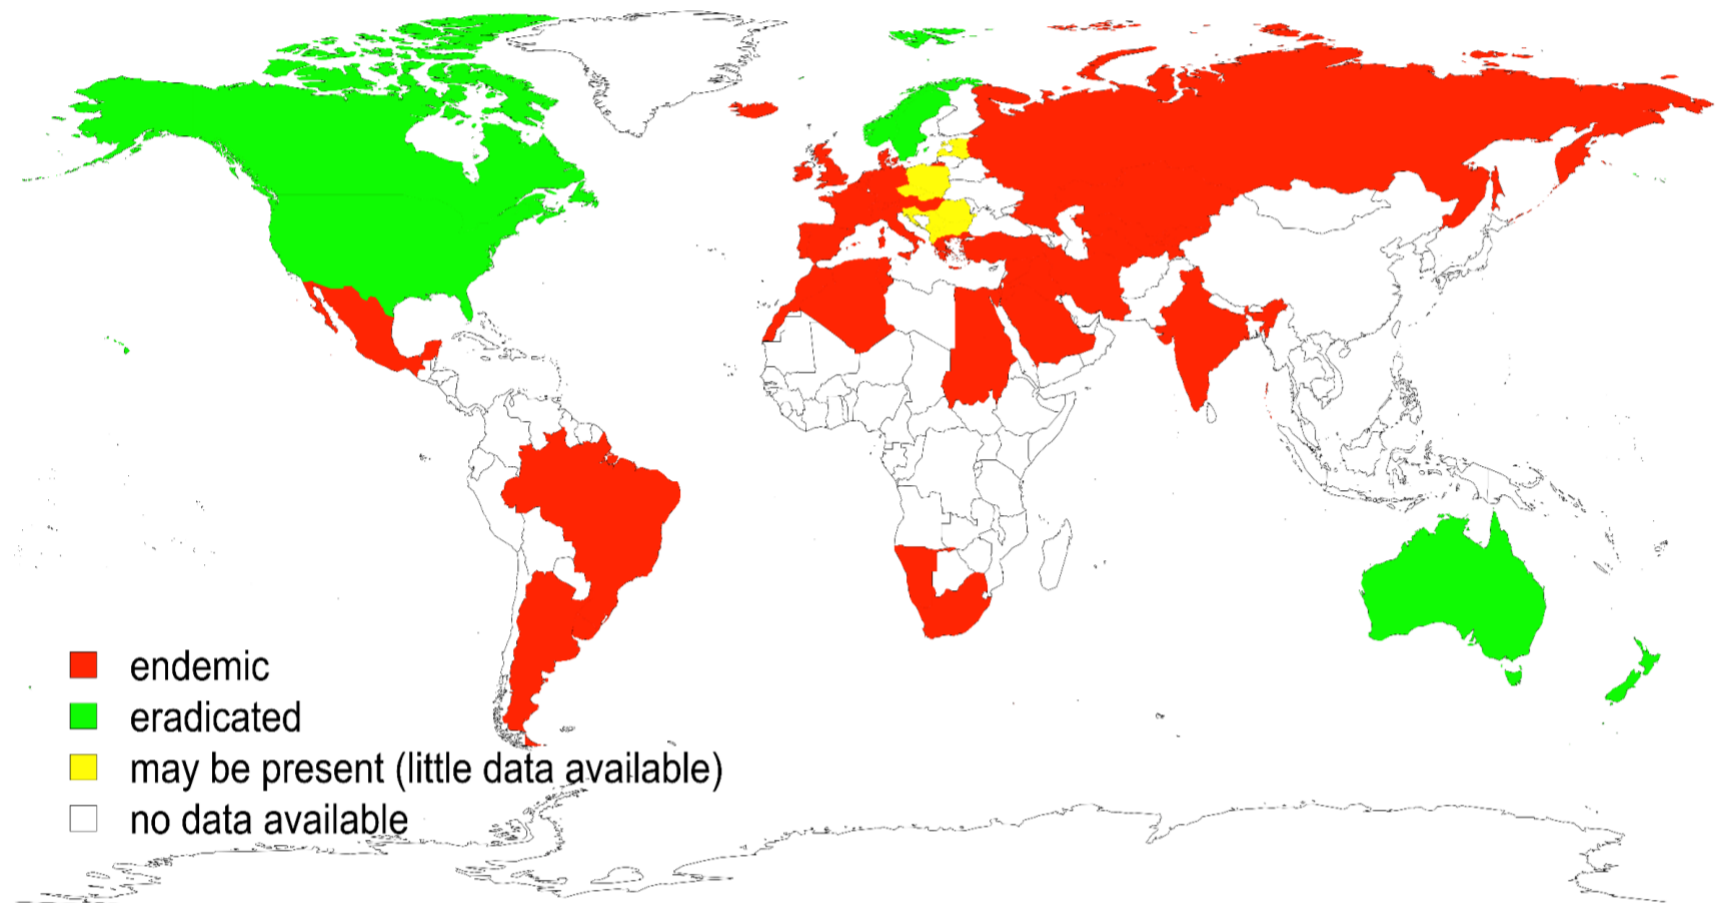 endemic
eradicated
may be present (little data available)
no data available